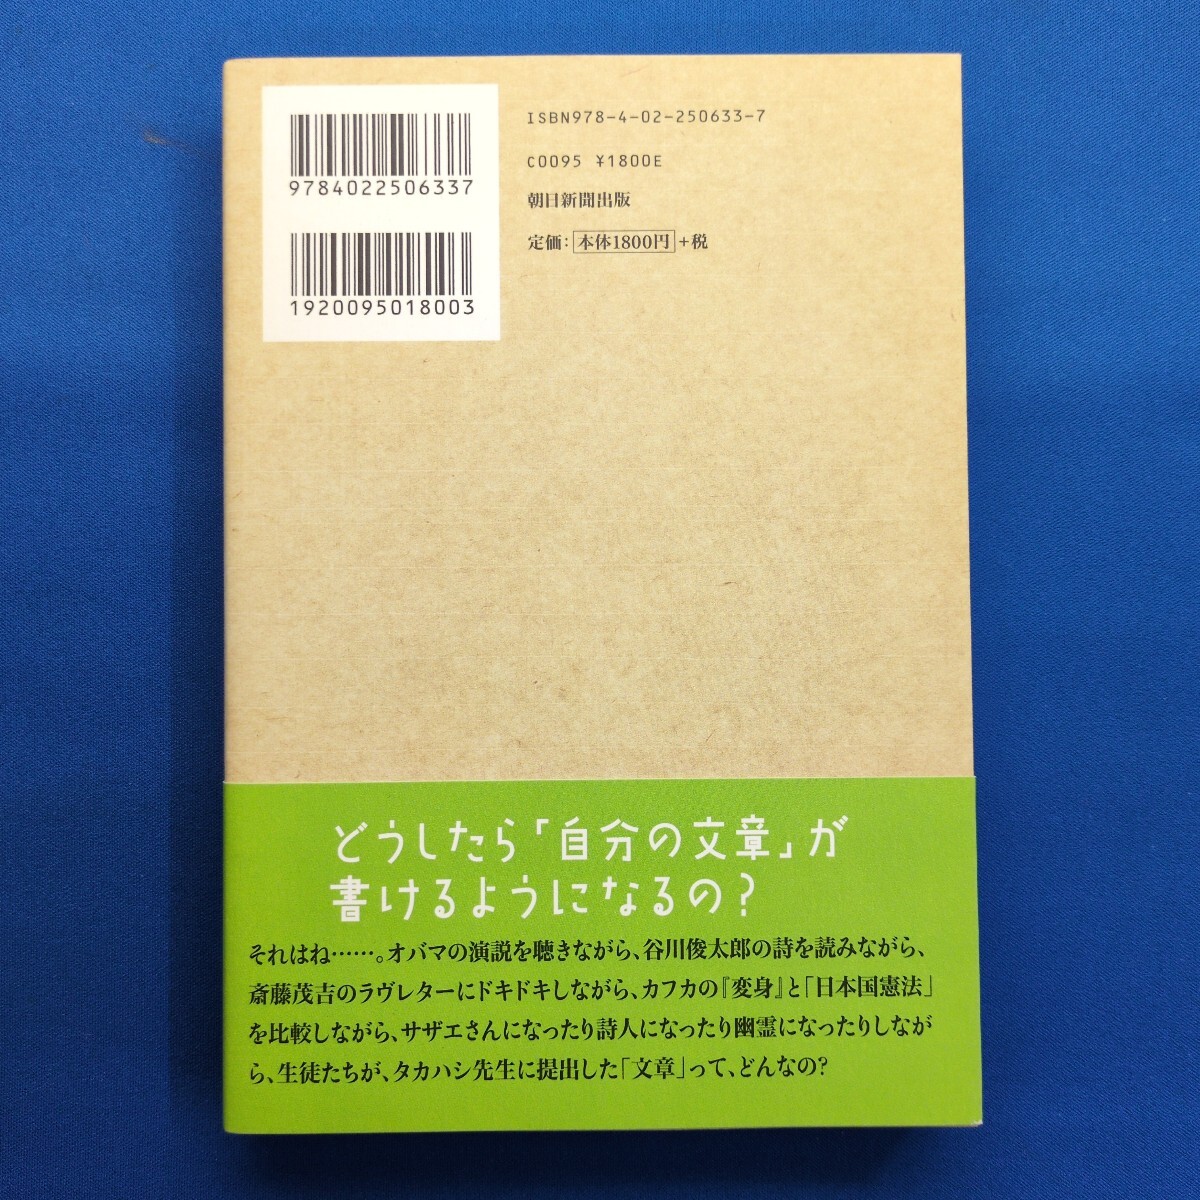 9784022506337
1920095018003
ISBN978-4-02-250633-7
C0095 ¥1800E
朝日新聞出版
定価：本体1800円+税
どうしたら「自分の文章」が
書けるようになるの？
それはね……。オバマの演説を聴きながら、谷川俊太郎の詩を読みながら、
斎藤茂吉のラヴレターにドキドキしながら、カフカの『変身』と「日本国憲法」
を比較しながら、サザエさんになったり詩人になったり幽霊になったりしなが
ら、生徒たちが、タカハシ先生に提出した「文章」って、どんなの？